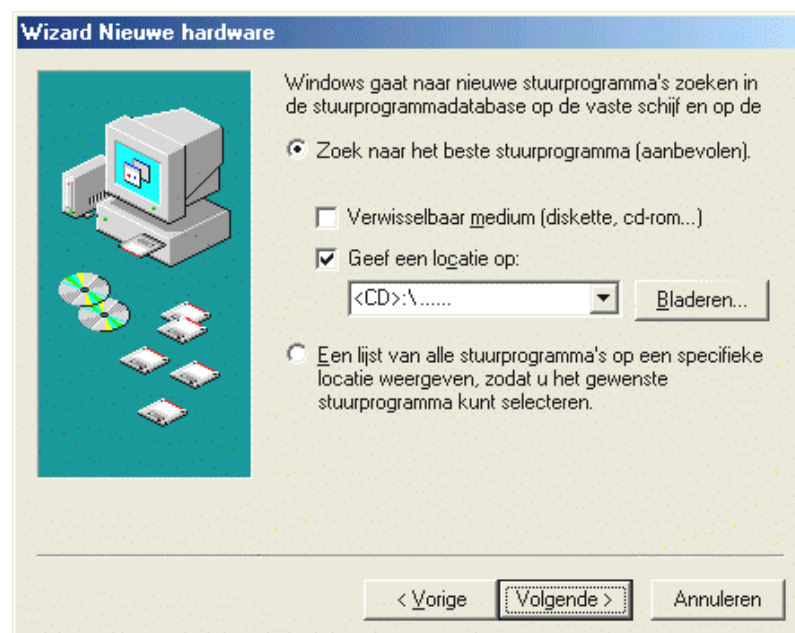 Wizard Nieuwe hardware
Windows gaat naar nieuwe stuurprogramma's zoeken in
de stuurprogrammadatabase op de vaste schijf en op de
Zoek naar het beste stuurprogramma (aanbevolen).
Verwisselbaar medium (diskette, cd-rom...)
Geef een locatie op:
<CD>:\......
Bladeren...
Een lijst van alle stuurprogramma's op een specifieke
locatie weergeven, zodat u het gewenste
stuurprogramma kunt selecteren.
< Vorige
Volgende >
Annuleren